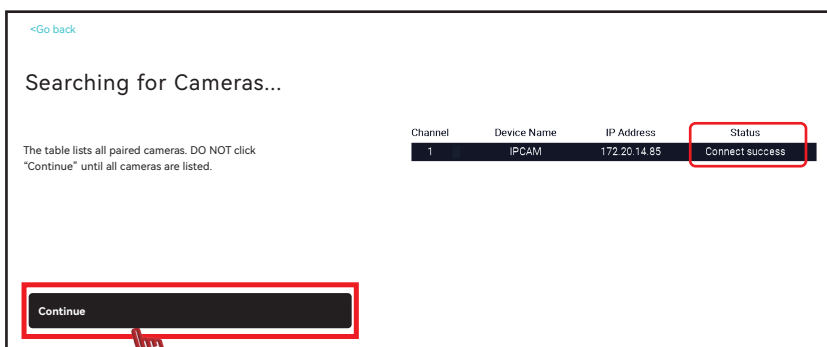 <Go back
Searching for Cameras...
The table lists all paired cameras. DO NOT click
“Continue” until all cameras are listed.
Channel Device Name IP Address Status
1 IPCAM 172.20.14.85 Connect success
Continue